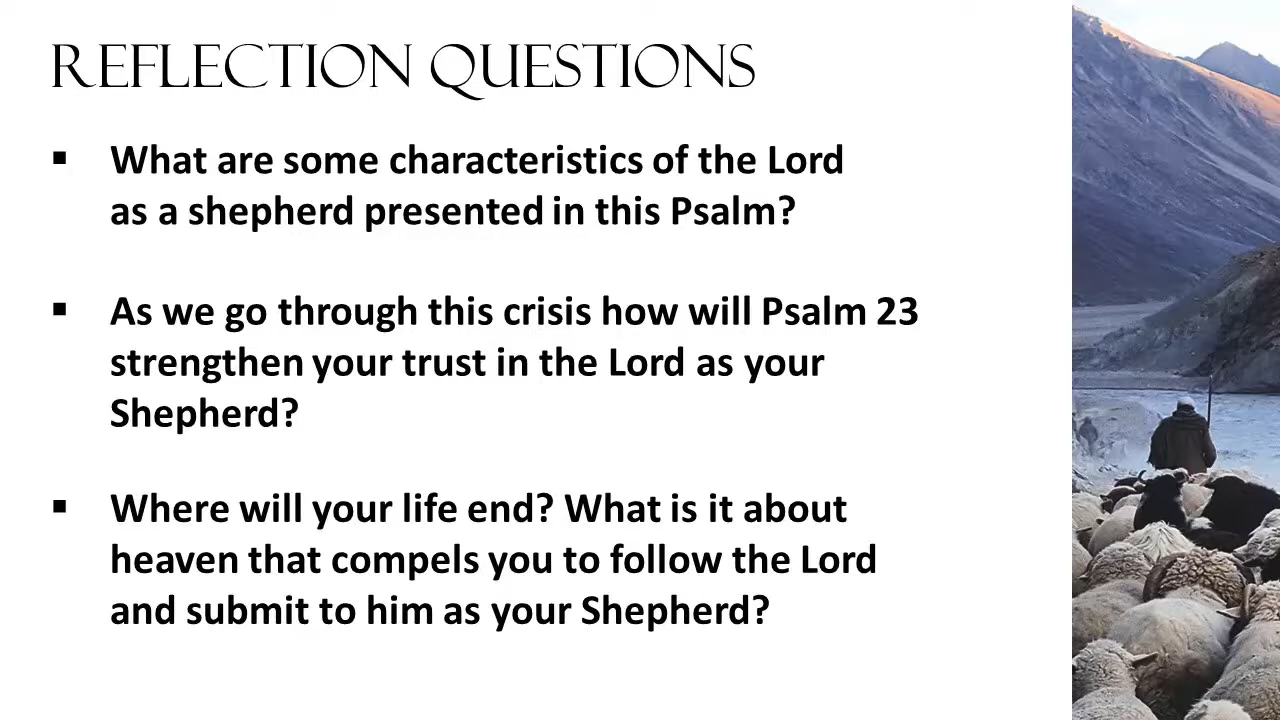 REFLECTION QUESTIONS
▪ What are some characteristics of the Lord
as a shepherd presented in this Psalm?
▪ As we go through this crisis how will Psalm 23
strengthen your trust in the Lord as your
Shepherd?
▪ Where will your life end? What is it about
heaven that compels you to follow the Lord
and submit to him as your Shepherd?